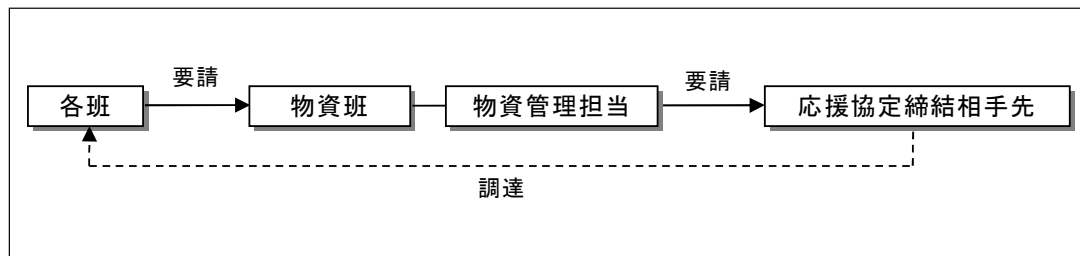 要請
各班
物資班
物資管理担当
要請
応援協定締結相手先
調達